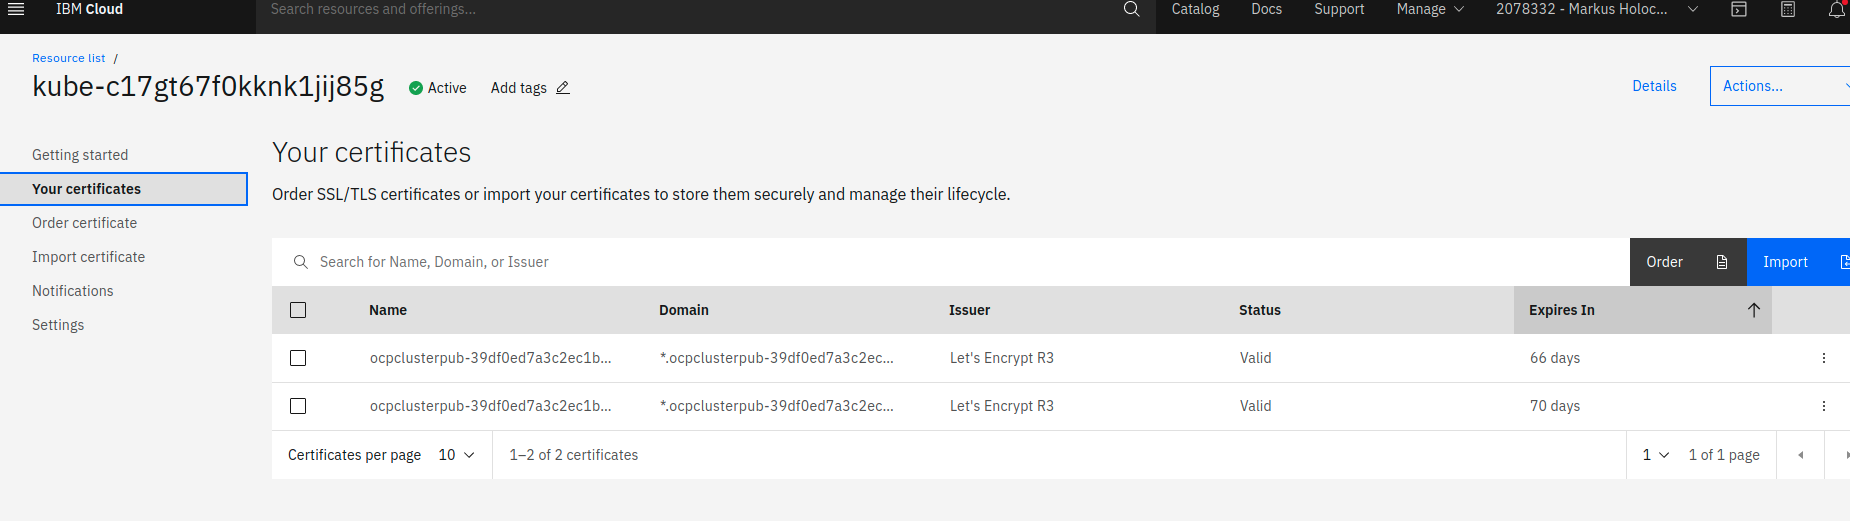 IBM Cloud Search resources and offerings... Catalog Docs Support Manage 2078332 - Markus Holoc...
Resource list /
kube-c17gt67f0kknk1jij85g Active Add tags Details Actions...
Getting started
Your certificates
Order certificate
Import certificate
Notifications
Settings
Your certificates
Order SSL/TLS certificates or import your certificates to store them securely and manage their lifecycle.
Search for Name, Domain, or Issuer Order Import
Name Domain Issuer Status Expires In
ocpclusterpub-39df0ed7a3c2ec1b... *.ocpclusterpub-39df0ed7a3c2ec... Let's Encrypt R3 Valid 66 days
ocpclusterpub-39df0ed7a3c2ec1b... *.ocpclusterpub-39df0ed7a3c2ec... Let's Encrypt R3 Valid 70 days
Certificates per page 10 1–2 of 2 certificates 1 1 of 1 page